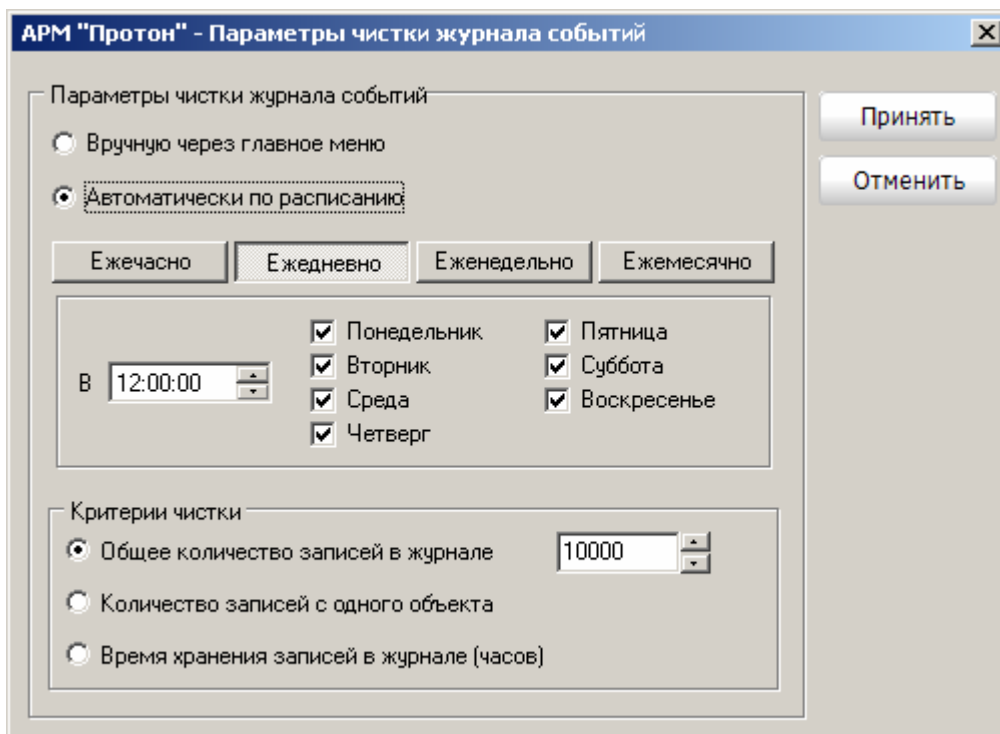 АРМ "Протон" - Параметры чистки журнала событий
Параметры чистки журнала событий
Вручную через главное меню
Автоматически по расписанию
Ежечасно Ежедневно Еженедельно Ежемесячно
В 12:00:00
Понедельник
Вторник
Среда
Четверг
Пятница
Суббота
Воскресенье
Критерии чистки
Общее количество записей в журнале 10000
Количество записей с одного объекта
Время хранения записей в журнале (часов)
Принять
Отменить